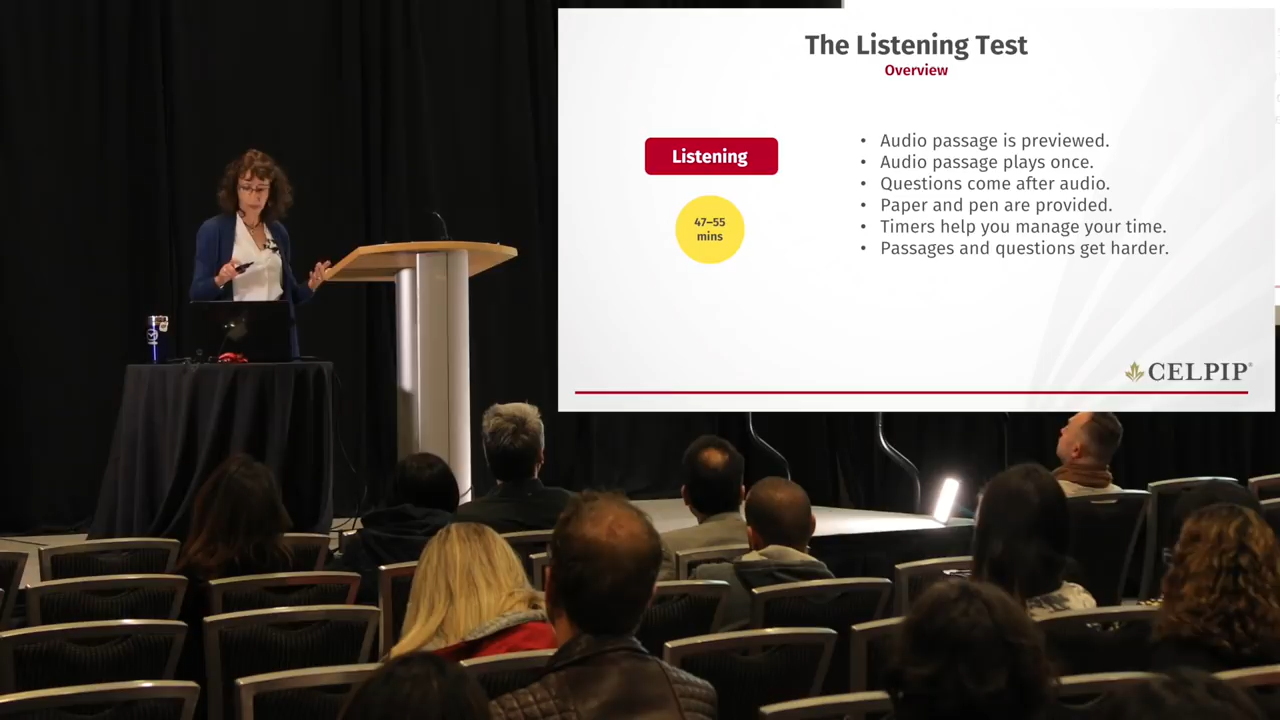 The Listening Test
Overview
Listening
47–55
mins
• Audio passage is previewed.
• Audio passage plays once.
• Questions come after audio.
• Paper and pen are provided.
• Timers help you manage your time.
• Passages and questions get harder.
CELPIP®